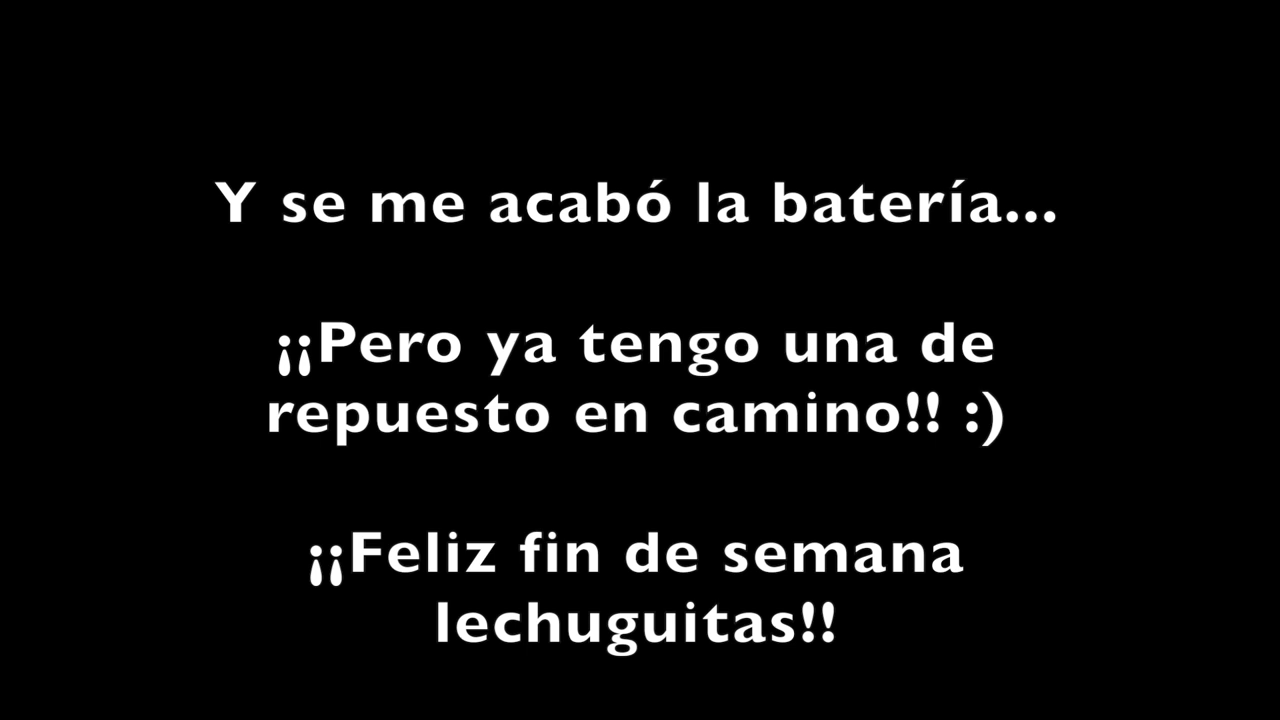 Y se me acabó la batería...
¡¡Pero ya tengo una de
repuesto en camino!! :)
¡¡Feliz fin de semana
lechuguitas!!